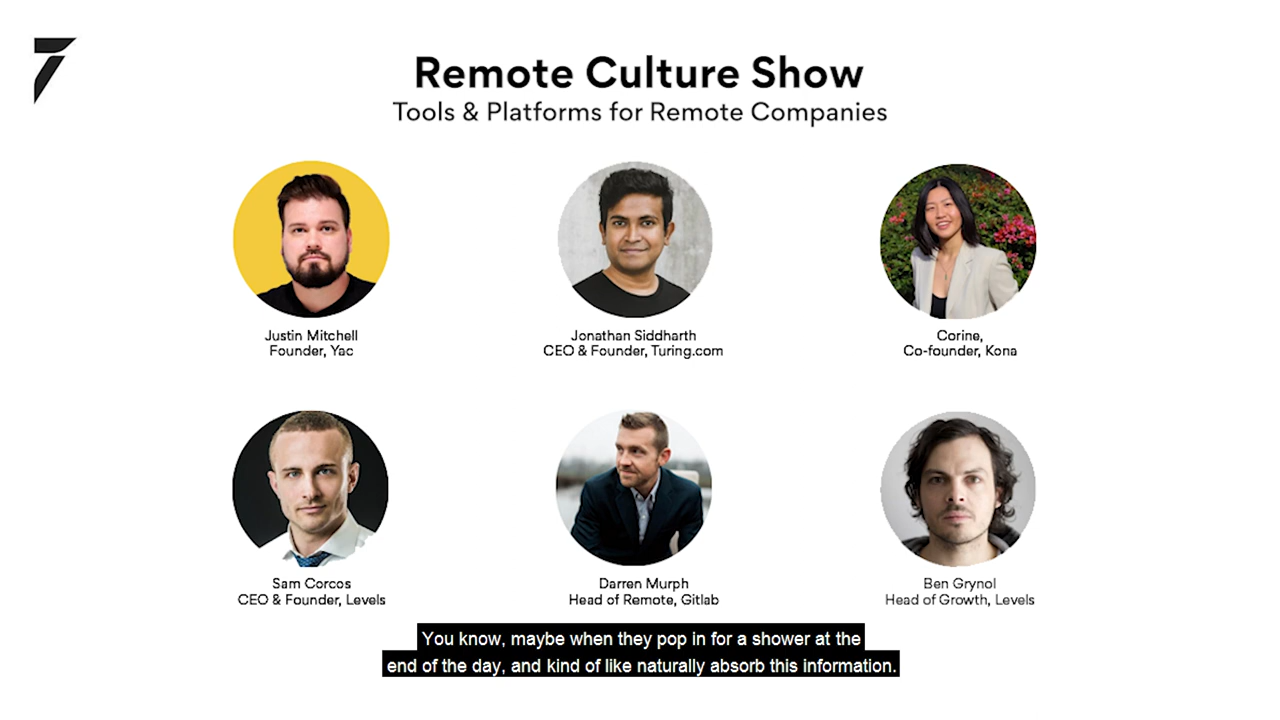 Remote Culture Show
Tools & Platforms for Remote Companies
Justin Mitchell
Founder, Yac
Jonathan Siddharth
CEO & Founder, Turing.com
Corine,
Co-founder, Kona
Sam Corcos
CEO & Founder, Levels
Darren Murph
Head of Remote, Gitlab
Ben Grynol
Head of Growth, Levels
You know, maybe when they pop in for a shower at the
end of the day, and kind of like naturally absorb this information.